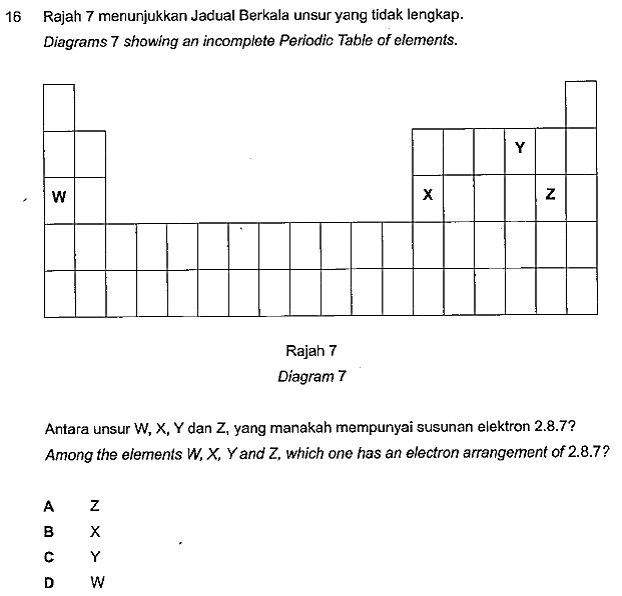 16 Rajah 7 menunjukkan Jadual Berkala unsur yang tidak lengkap.
Diagrams 7 showing an incomplete Periodic Table of elements.
Y
W X Z
Rajah 7
Diagram 7
Antara unsur W, X, Y dan Z, yang manakah mempunyai susunan elektron 2.8.7?
Among the elements W, X, Y and Z, which one has an electron arrangement of 2.8.7?
A Z
B X
C Y
D W